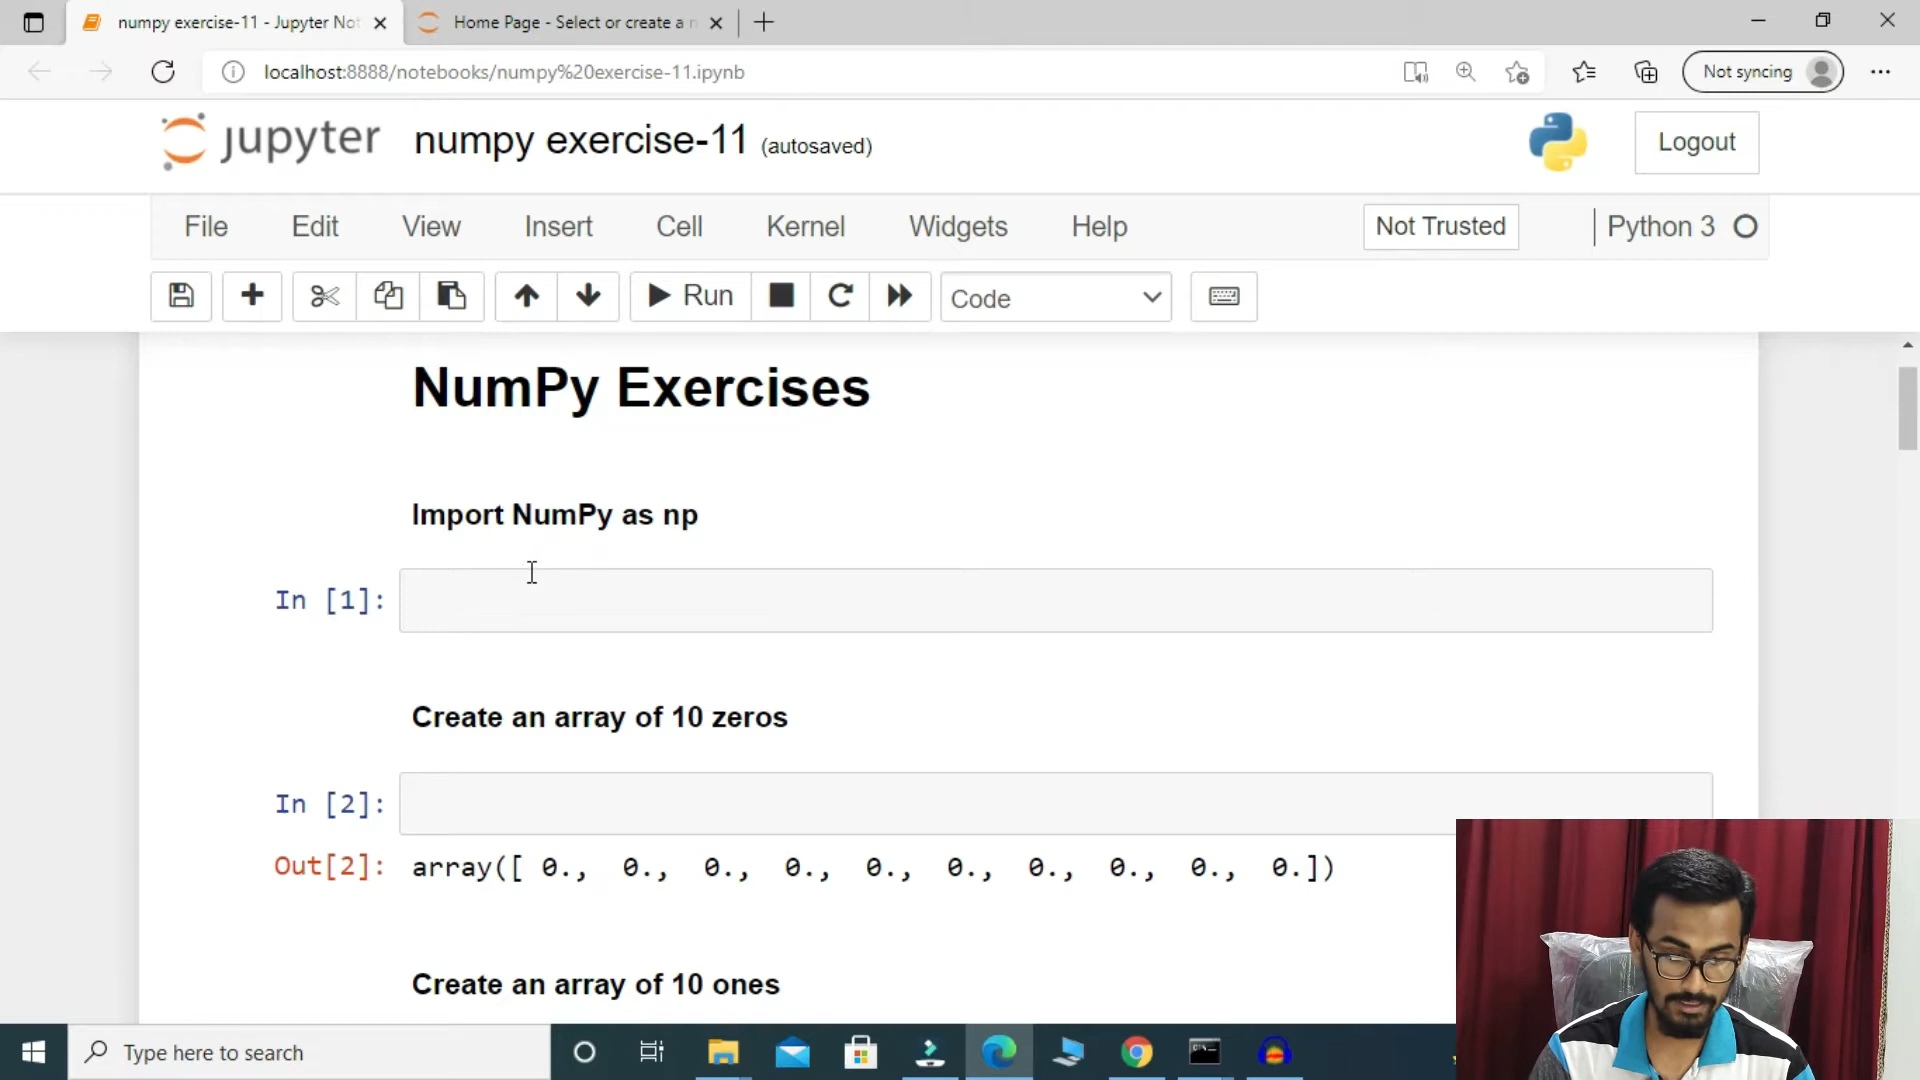 numpy exercise-11 - Jupyter Not
Home Page - Select or create a n
localhost:8888/notebooks/numpy%20exercise-11.ipynb
Not syncing
jupyter
numpy exercise-11 (autosaved)
Logout
File Edit View Insert Cell Kernel Widgets Help
Not Trusted
Python 3
Run
Code
NumPy Exercises
Import NumPy as np
In [1]:
Create an array of 10 zeros
In [2]:
Out[2]: array([ 0., 0., 0., 0., 0., 0., 0., 0., 0., 0.])
Create an array of 10 ones
Type here to search